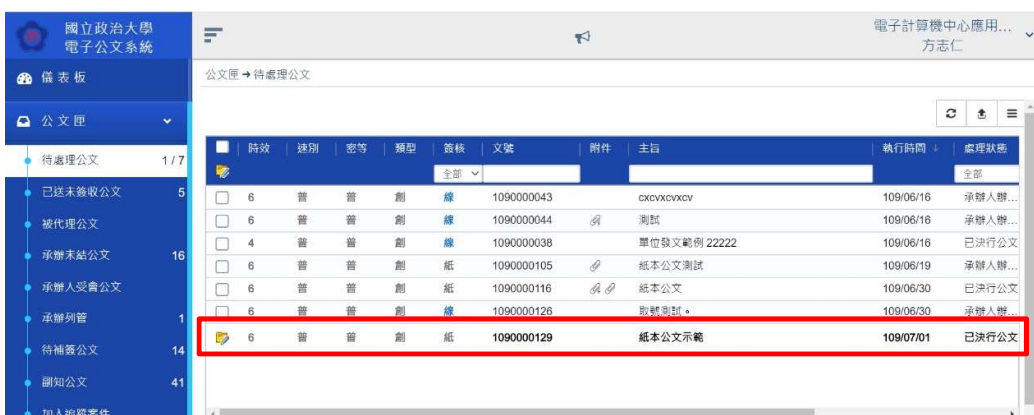 國立政治大學
電子公文系統
電子計算機中心應用...
方志仁
儀表板
公文匣
待處理公文 1 / 7
已送未簽收公文 5
被代理公文
承辦未結公文 16
承辦人受會公文
承辦列管 1
待補簽公文 14
副知公文 41
加入追蹤案件
公文匣 → 待處理公文
時效 速別 密等 類型 簽核 文號 附件 主旨 執行時間 ↓ 處理狀態
全部 全部
6 普 普 創 線 1090000043 cxcvxcvxcv 109/06/16 承辦人辦...
6 普 普 創 線 1090000044 測試 109/06/16 承辦人辦...
4 普 普 創 線 1090000038 單位發文範例 22222 109/06/16 已決行公文
6 普 普 創 紙 1090000105 紙本公文測試 109/06/19 承辦人辦...
6 普 普 創 紙 1090000116 紙本公文 109/06/30 已決行公文
6 普 普 創 線 1090000126 取號測試。 109/06/30 承辦人辦...
6 普 普 創 紙 1090000129 紙本公文示範 109/07/01 已決行公文